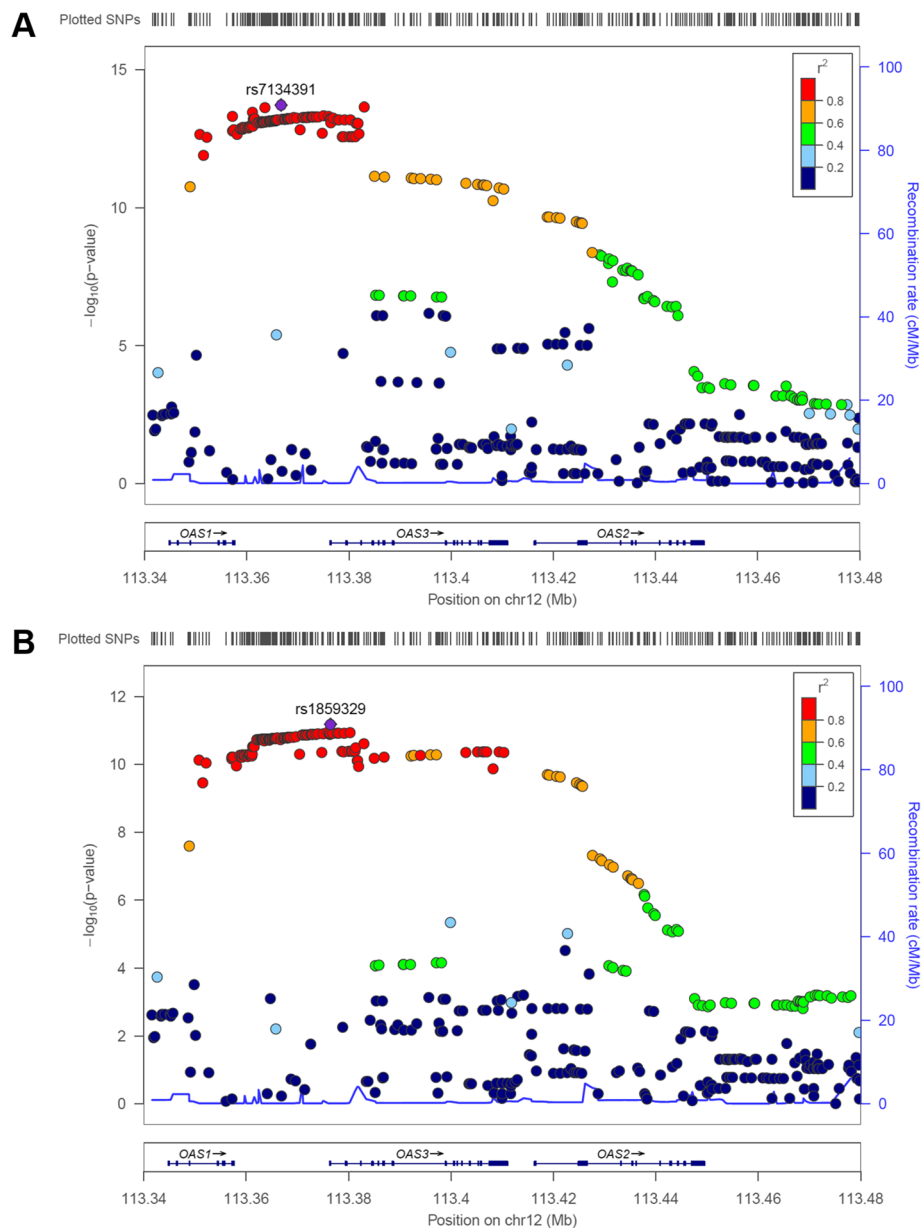 A
Plotted SNPs
rs7134391
r²
0.8
0.6
0.4
0.2
15
10
5
0
−log₁₀(p−value)
100
80
60
40
20
0
Recombination rate (cM/Mb)
OAS1→
OAS3→
OAS2→
113.34
113.36
113.38
113.4
113.42
113.44
113.46
113.48
Position on chr12 (Mb)
B
Plotted SNPs
rs1859329
r²
0.8
0.6
0.4
0.2
12
10
8
6
4
2
0
−log₁₀(p−value)
100
80
60
40
20
0
Recombination rate (cM/Mb)
OAS1→
OAS3→
OAS2→
113.34
113.36
113.38
113.4
113.42
113.44
113.46
113.48
Position on chr12 (Mb)